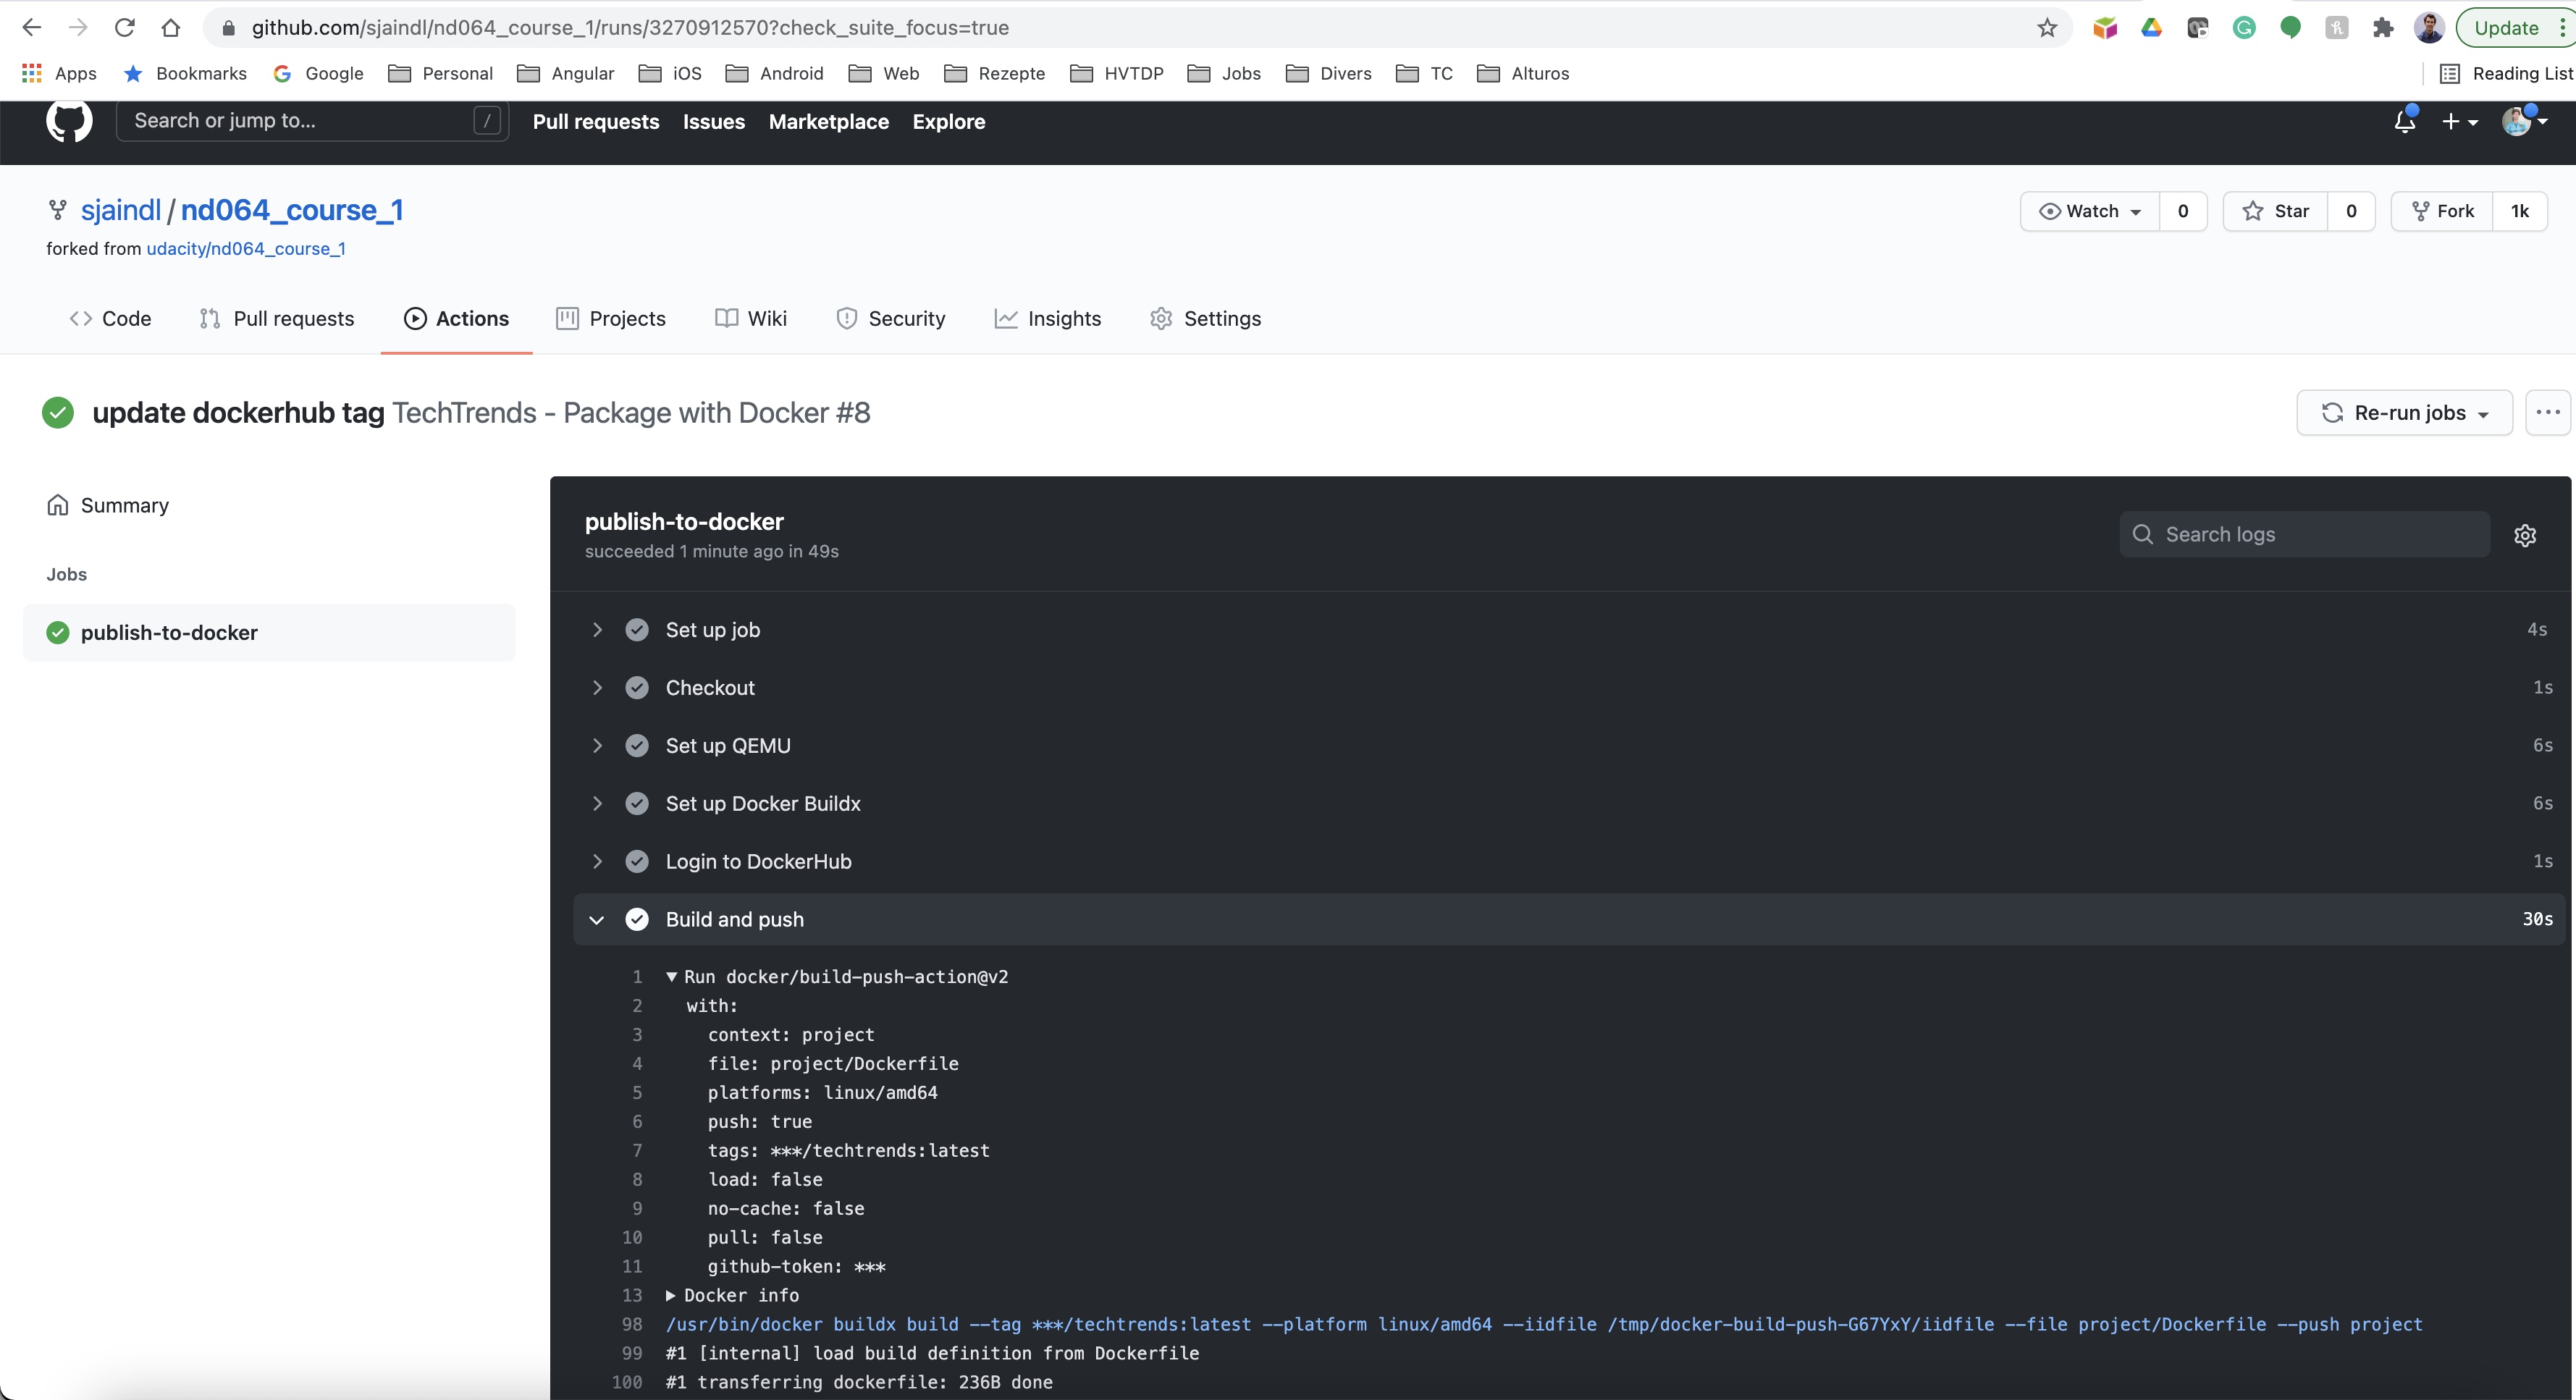 github.com/sjaindl/nd064_course_1/runs/3270912570?check_suite_focus=true
Update
Apps Bookmarks Google Personal Angular iOS Android Web Rezepte HVTDP Jobs Divers TC Alturos Reading List
Search or jump to... / Pull requests Issues Marketplace Explore
sjaindl / nd064_course_1
Watch 0 Star 0 Fork 1k
forked from udacity/nd064_course_1
Code Pull requests Actions Projects Wiki Security Insights Settings
update dockerhub tag TechTrends - Package with Docker #8
Re-run jobs
Summary
Jobs
publish-to-docker
publish-to-docker
succeeded 1 minute ago in 49s
Search logs
Set up job 4s
Checkout 1s
Set up QEMU 6s
Set up Docker Buildx 6s
Login to DockerHub 1s
Build and push 30s
1 ▼ Run docker/build-push-action@v2
2 with:
3 context: project
4 file: project/Dockerfile
5 platforms: linux/amd64
6 push: true
7 tags: ***/techtrends:latest
8 load: false
9 no-cache: false
10 pull: false
11 github-token: ***
13 ▶ Docker info
98 /usr/bin/docker buildx build --tag ***/techtrends:latest --platform linux/amd64 --iidfile /tmp/docker-build-push-G67YxY/iidfile --file project/Dockerfile --push project
99 #1 [internal] load build definition from Dockerfile
100 #1 transferring dockerfile: 236B done